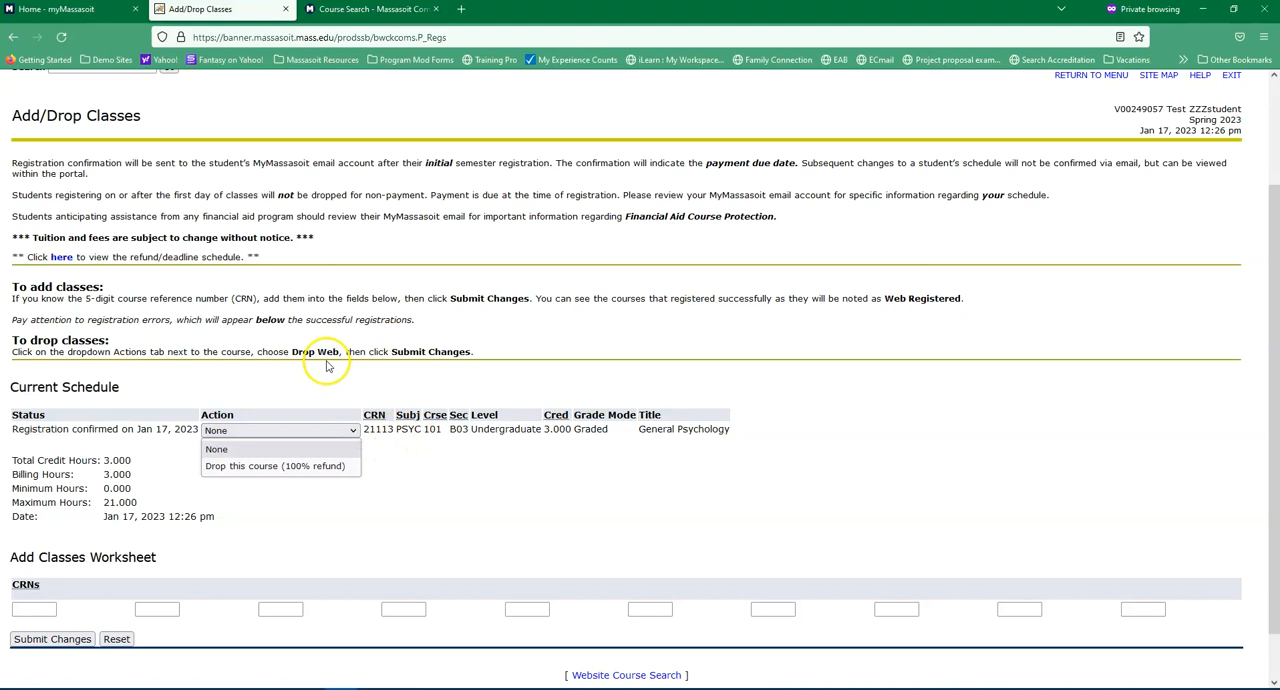 Home - myMassasoit
Add/Drop Classes
Course Search - Massasoit Com
Private browsing
https://banner.massasoit.mass.edu/prodssb/bwckcoms.P_Regs
Getting Started
Demo Sites
Yahoo!
Fantasy on Yahoo!
Massasoit Resources
Program Mod Forms
Training Pro
My Experience Counts
iLearn : My Workspace...
Family Connection
EAB
ECmail
Project proposal exam...
Search Accreditation
Vacations
Other Bookmarks
RETURN TO MENU SITE MAP HELP EXIT
Add/Drop Classes
V00249057 Test ZZZstudent
Spring 2023
Jan 17, 2023 12:26 pm
Registration confirmation will be sent to the student's MyMassasoit email account after their initial semester registration. The confirmation will indicate the payment due date. Subsequent changes to a student's schedule will not be confirmed via email, but can be viewed
within the portal.
Students registering on or after the first day of classes will not be dropped for non-payment. Payment is due at the time of registration. Please review your MyMassasoit email account for specific information regarding your schedule.
Students anticipating assistance from any financial aid program should review their MyMassasoit email for important information regarding Financial Aid Course Protection.
*** Tuition and fees are subject to change without notice. ***
** Click here to view the refund/deadline schedule. **
To add classes:
If you know the 5-digit course reference number (CRN), add them into the fields below, then click Submit Changes. You can see the courses that registered successfully as they will be noted as Web Registered.
Pay attention to registration errors, which will appear below the successful registrations.
To drop classes:
Click on the dropdown Actions tab next to the course, choose Drop Web, then click Submit Changes.
Current Schedule
Status Action CRN Subj Crse Sec Level Cred Grade Mode Title
Registration confirmed on Jan 17, 2023 None 21113 PSYC 101 B03 Undergraduate 3.000 Graded General Psychology
None
Drop this course (100% refund)
Total Credit Hours: 3.000
Billing Hours: 3.000
Minimum Hours: 0.000
Maximum Hours: 21.000
Date: Jan 17, 2023 12:26 pm
Add Classes Worksheet
CRNs
Submit Changes Reset
[ Website Course Search ]